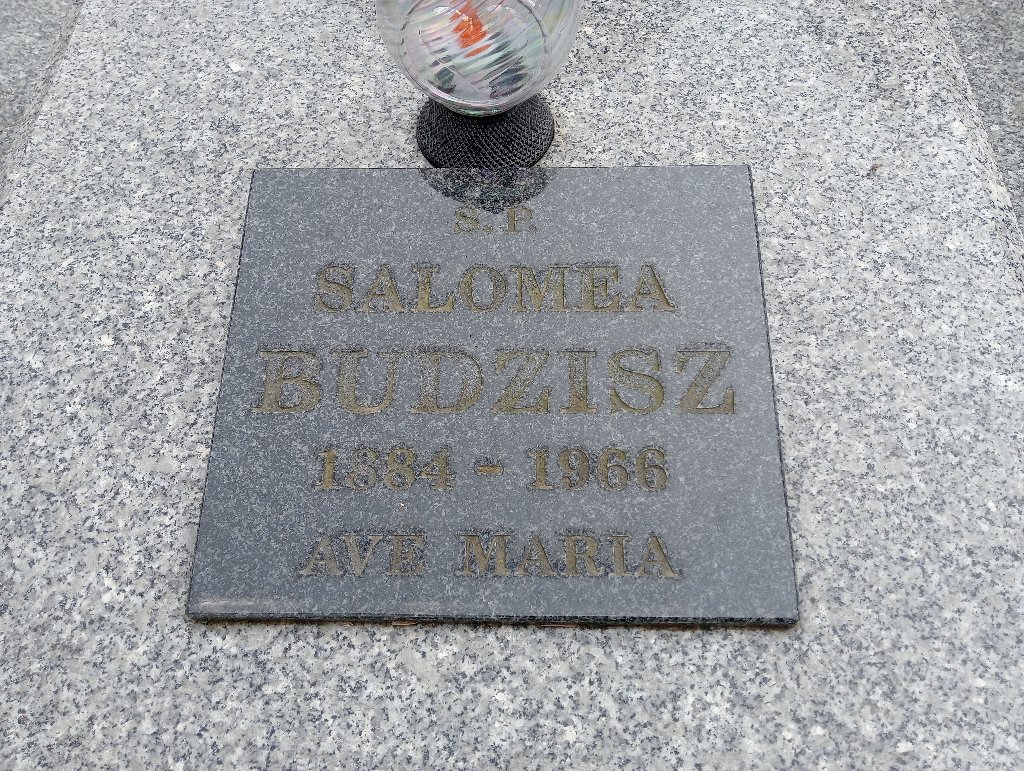 Ś.P.
SALOMEA
BUDZISZ
1884 - 1966
AVE MARIA